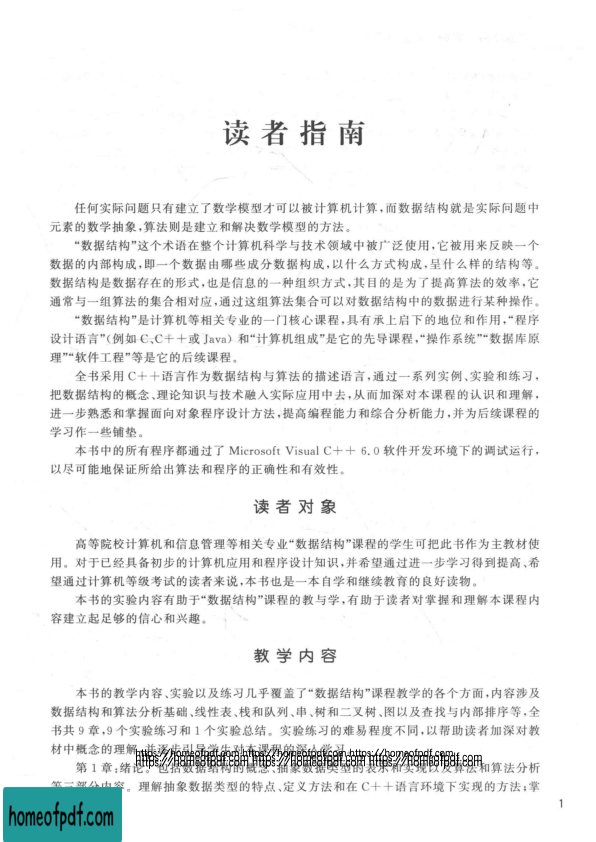 读者指南
任何实际问题只有建立了数学模型才可以被计算机计算,而数据结构就是实际问题中
元素的数学抽象,算法则是建立和解决数学模型的方法。
“数据结构”这个术语在整个计算机科学与技术领域中被广泛使用,它被用来反映一个
数据的内部构成,即一个数据由哪些成分数据构成,以什么方式构成,呈什么样的结构等。
数据结构是数据存在的形式,也是信息的一种组织方式,其目的是为了提高算法的效率,它
通常与一组算法的集合相对应,通过这组算法集合可以对数据结构中的数据进行某种操作。
“数据结构”是计算机等相关专业的一门核心课程,具有承上启下的地位和作用,“程序
设计语言”(例如 C、C++或 Java)和“计算机组成”是它的先导课程,“操作系统”“数据库原
理”“软件工程”等是它的后续课程。
全书采用 C++语言作为数据结构与算法的描述语言,通过一系列实例、实验和练习,
把数据结构的概念、理论知识与技术融入实际应用中去,从而加深对本课程的认识和理解,
进一步熟悉和掌握面向对象程序设计方法,提高编程能力和综合分析能力,并为后续课程的
学习作一些铺垫。
本书中的所有程序都通过了 Microsoft Visual C++ 6.0 软件开发环境下的调试运行,
以尽可能地保证所给出算法和程序的正确性和有效性。
读者对象
高等院校计算机和信息管理等相关专业“数据结构”课程的学生可把此书作为主教材使
用。对于已经具备初步的计算机应用和程序设计知识,并希望通过进一步学习得到提高、希
望通过计算机等级考试的读者来说,本书也是一本自学和继续教育的良好读物。
本书的实验内容有助于“数据结构”课程的教与学,有助于读者对掌握和理解本课程内
容建立起足够的信心和兴趣。
教学内容
本书的教学内容、实验以及练习几乎覆盖了“数据结构”课程教学的各个方面,内容涉及
数据结构和算法分析基础、线性表、栈和队列、串、树和二叉树、图以及查找与内部排序等,全
书共 9 章,9 个实验练习和 1 个实验总结。实验练习的难易程度不同,以帮助读者加深对教
材中概念的理解,并逐步引导学生对本课程的深入学习。
https://homeofpdf.com https://homeofpdf.com https://homeofpdf.com
https://homeofpdf.com https://homeofpdf.com https://homeofpdf.com
第 1 章:绪论。包括数据结构的概念、抽象数据类型的表示和实现以及算法和算法分析
等三部分内容。理解抽象数据类型的特点、定义方法和在 C++语言环境下实现的方法;掌
1
homeofpdf.com